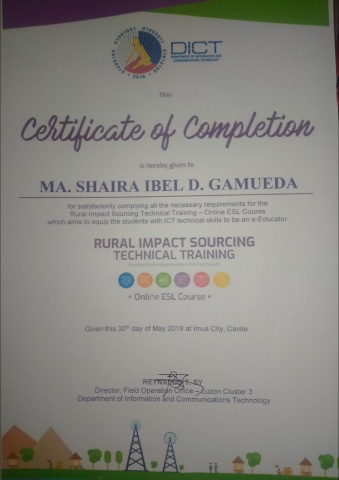 DICT
DEPARTMENT OF INFORMATION AND
COMMUNICATIONS TECHNOLOGY
This
Certificate of Completion
is hereby given to
MA. SHAIRA IBEL D. GAMUEDA
for satisfactorily complying all the necessary requirements for the
Rural Impact Sourcing Technical Training – Online ESL Course
which aims to equip the students with ICT technical skills to be an e-Educator.
RURAL IMPACT SOURCING
TECHNICAL TRAINING
• Online ESL Course •
Given this 30th day of May 2019 at Imus City, Cavite.
SY
Director, Field Operation Office – Luzon Cluster 3
Department of Information and Communications Technology